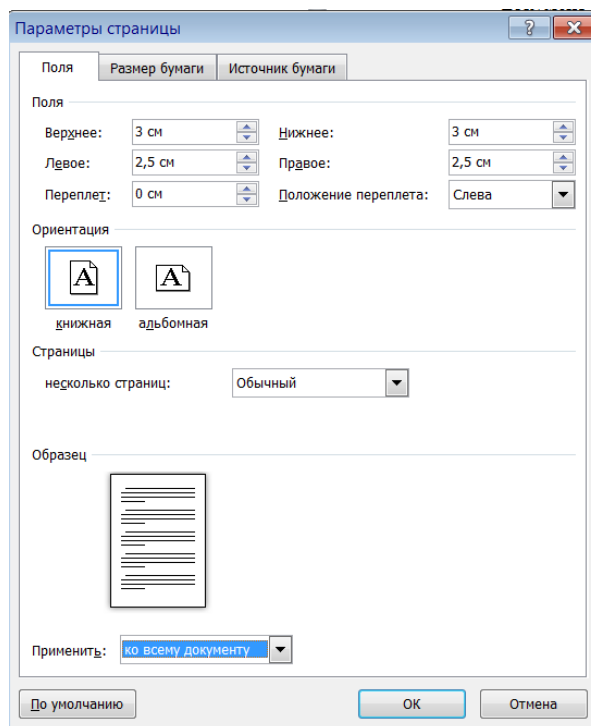 Параметры страницы
Поля Размер бумаги Источник бумаги
Поля
Верхнее: 3 см Нижнее: 3 см
Левое: 2,5 см Правое: 2,5 см
Переплет: 0 см Положение переплета: Слева
Ориентация
A A
книжная альбомная
Страницы
несколько страниц: Обычный
Образец
Применить: ко всему документу
По умолчанию ОК Отмена